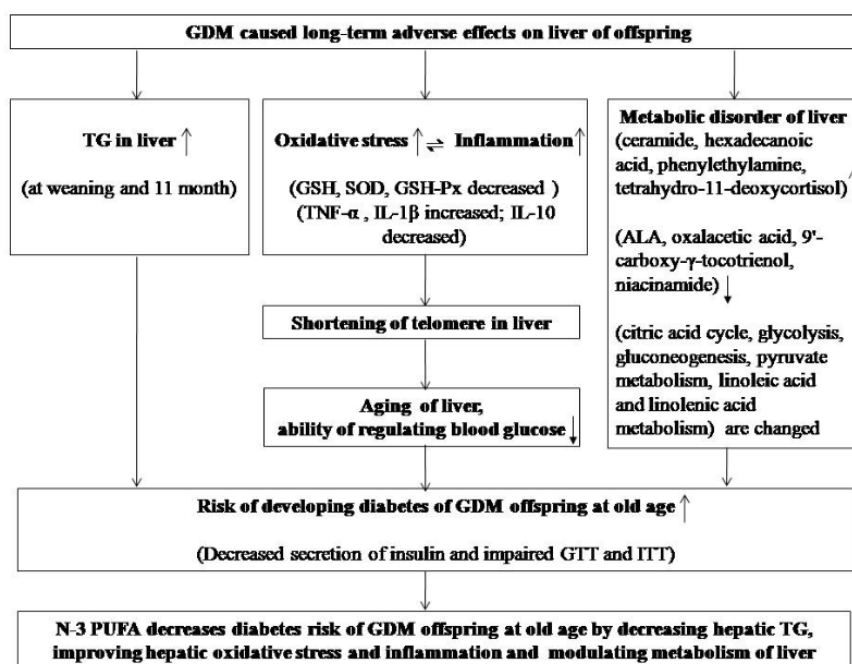 GDM caused long-term adverse effects on liver of offspring
TG in liver ↑
(at weaning and 11 month)
Oxidative stress ↑ ⇌ Inflammation ↑
(GSH, SOD, GSH-Px decreased )
(TNF-α , IL-1β increased; IL-10
decreased)
Shortening of telomere in liver
Aging of liver,
ability of regulating blood glucose ↓
Metabolic disorder of liver
(ceramide, hexadecanoic
acid, phenylethylamine,
tetrahydro-11-deoxycortisol)
(ALA, oxalacetic acid, 9'-
carboxy-γ-tocotrienol,
niacinamide) ↓
(citric acid cycle, glycolysis,
gluconeogenesis, pyruvate
metabolism, linoleic acid
and linolenic acid
metabolism) are changed
Risk of developing diabetes of GDM offspring at old age ↑
(Decreased secretion of insulin and impaired GTT and ITT)
N-3 PUFA decreases diabetes risk of GDM offspring at old age by decreasing hepatic TG,
improving hepatic oxidative stress and inflammation and modulating metabolism of liver